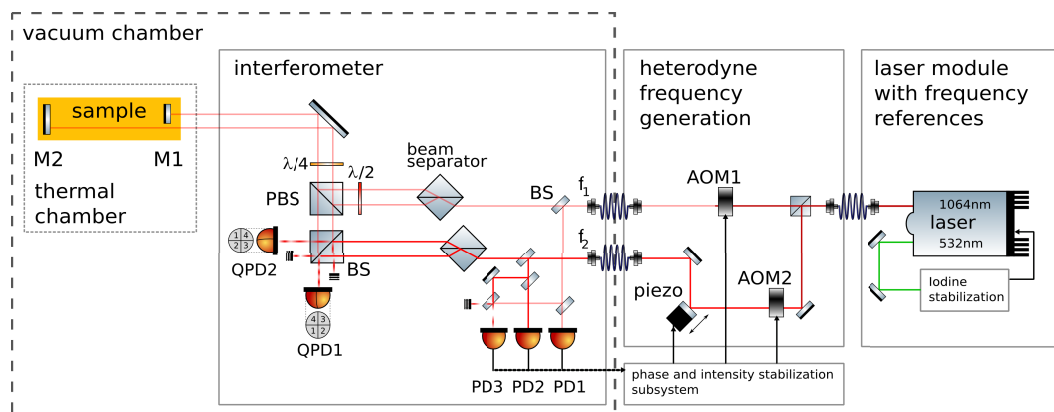 vacuum chamber
sample
M2
M1
thermal
chamber
interferometer
λ/4
λ/2
PBS
beam
separator
BS
f1
f2
QPD2
1 4
2 3
BS
4 3
1 2
QPD1
PD3
PD2
PD1
heterodyne
frequency
generation
AOM1
AOM2
piezo
phase and intensity stabilization
subsystem
laser module
with frequency
references
1064nm
laser
532nm
Iodine
stabilization